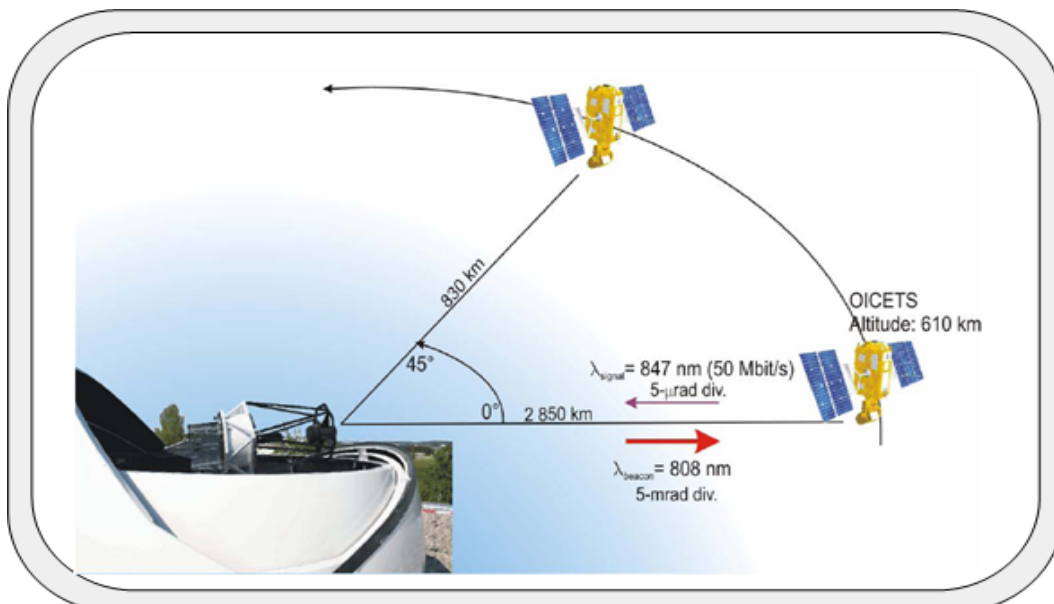 830 km
OICETS
Altitude: 610 km
45°
λsignal= 847 nm (50 Mbit/s)
5-μrad div.
0°
2 850 km
λbeacon= 808 nm
5-mrad div.